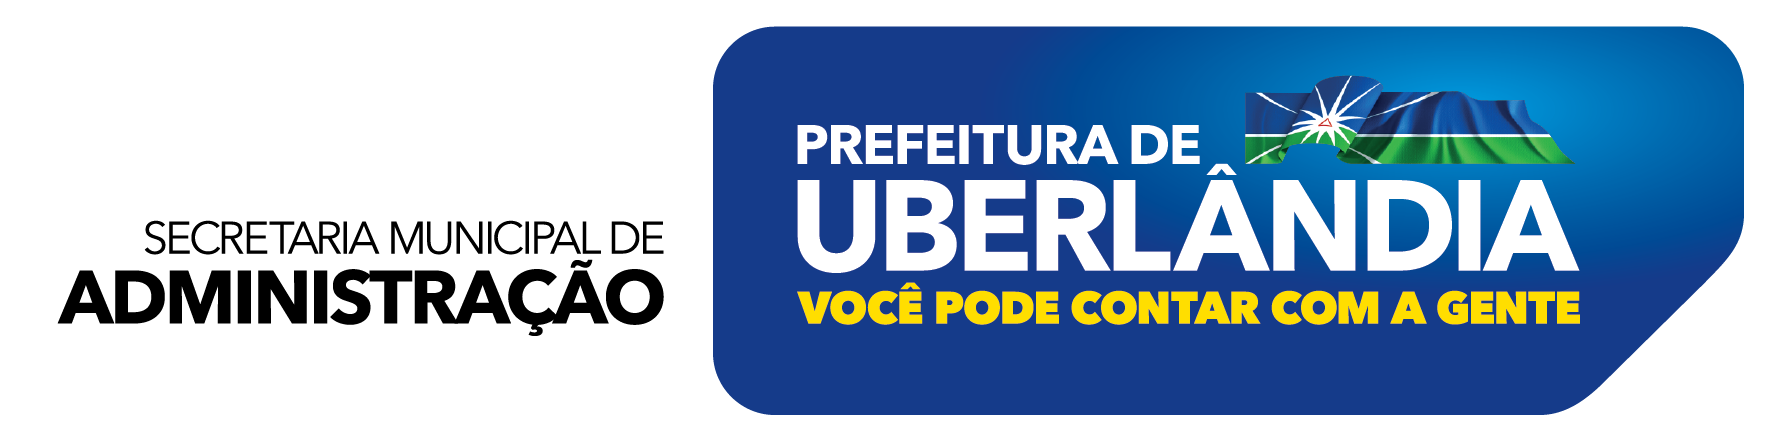 SECRETARIA MUNICIPAL DE
ADMINISTRAÇÃO
PREFEITURA DE
UBERLÂNDIA
VOCÊ PODE CONTAR COM A GENTE